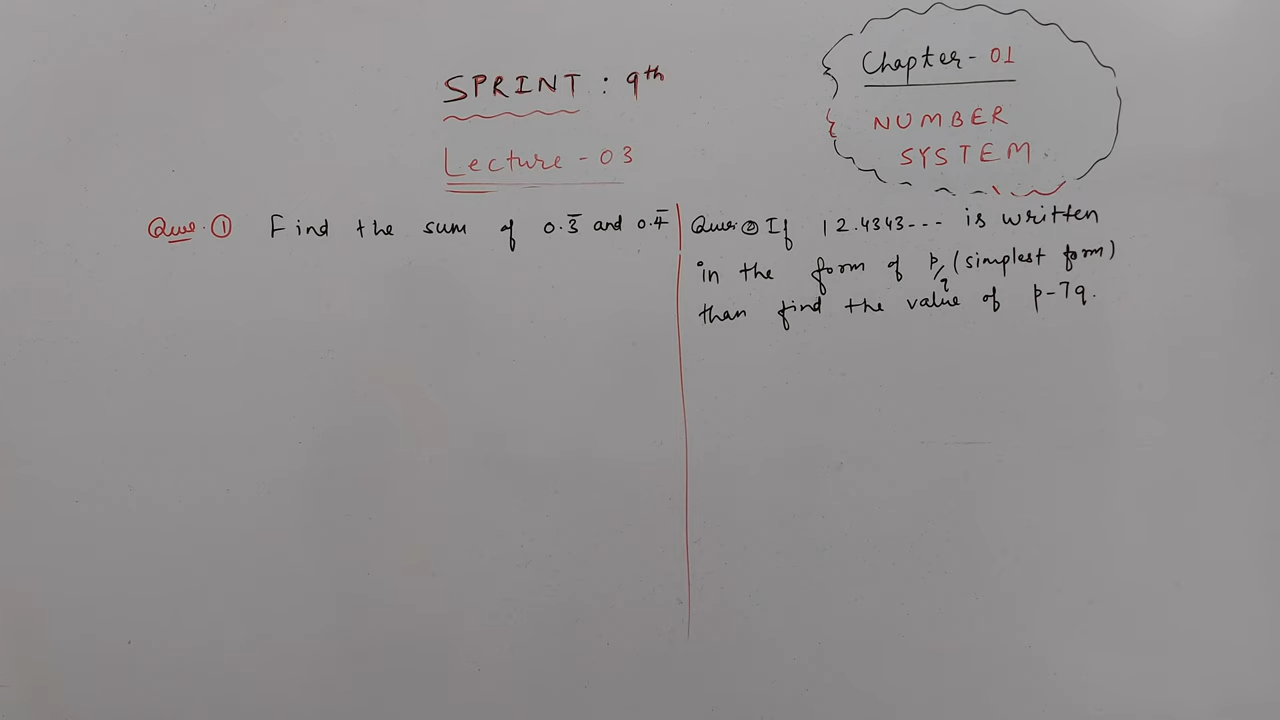 SPRINT : 9th
Lecture - 03
Chapter - 01
NUMBER
SYSTEM
Que. ① Find the sum of 0.3̅ and 0.4̅
Que. ② If 12.4343... is written
in the form of p/q (simplest form)
than find the value of p-7q.